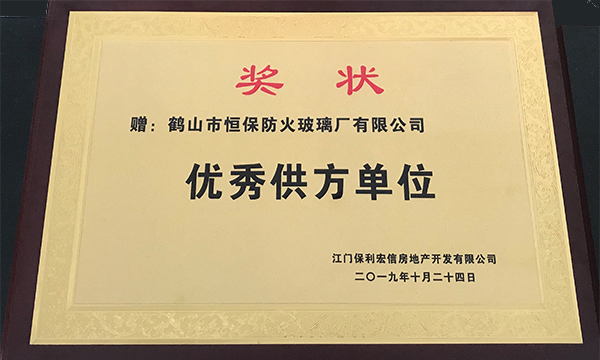 奖状
赠：鹤山市恒保防火玻璃厂有限公司
优秀供方单位
江门保利宏信房地产开发有限公司
二〇一九年十月二十四日